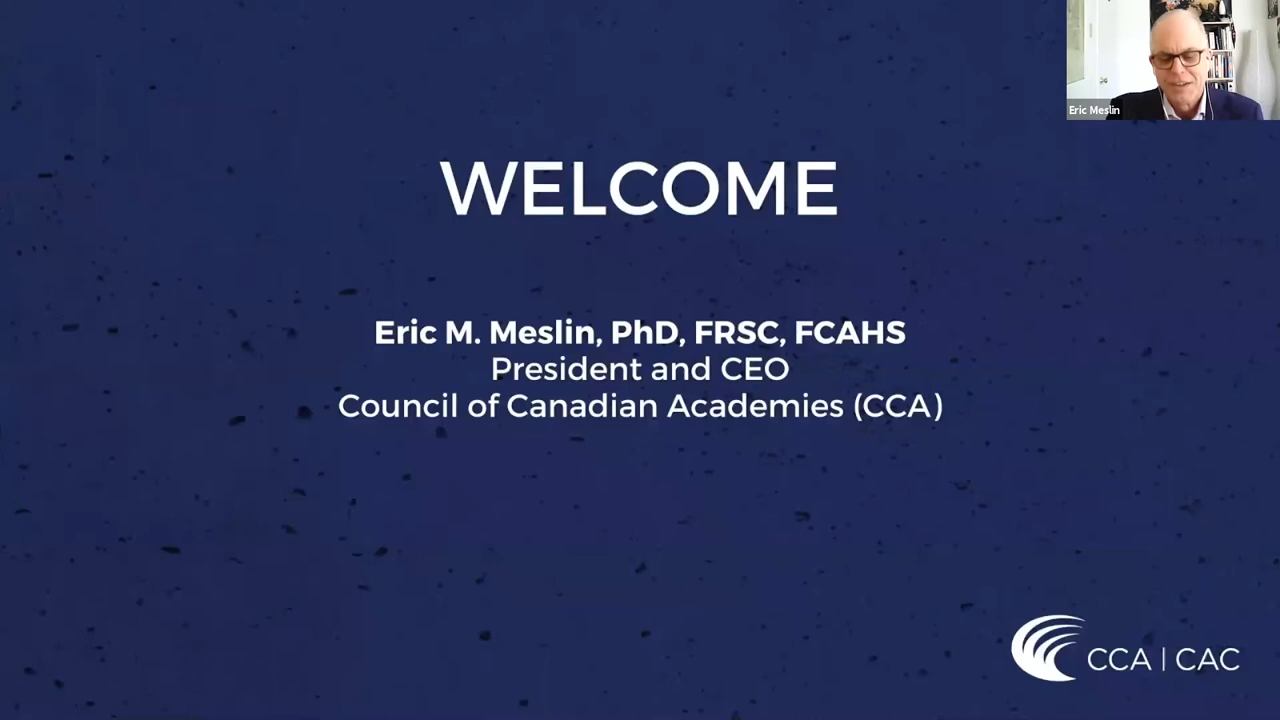 Eric Meslin
WELCOME
Eric M. Meslin, PhD, FRSC, FCAHS
President and CEO
Council of Canadian Academies (CCA)
CCA | CAC